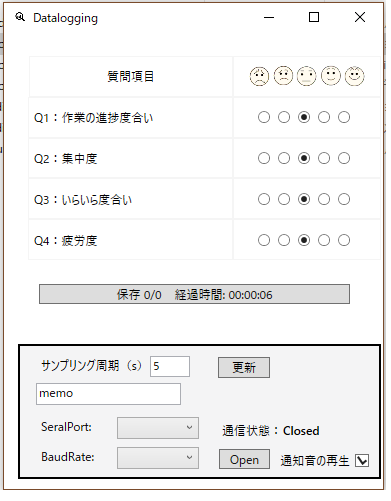 Datalogging
質問項目
Q1：作業の進捗度合い
Q2：集中度
Q3：いらいら度合い
Q4：疲労度
保存 0/0 経過時間: 00:00:06
サンプリング周期（s） 5 更新
memo
SeralPort: 通信状態：Closed
BaudRate: Open 通知音の再生